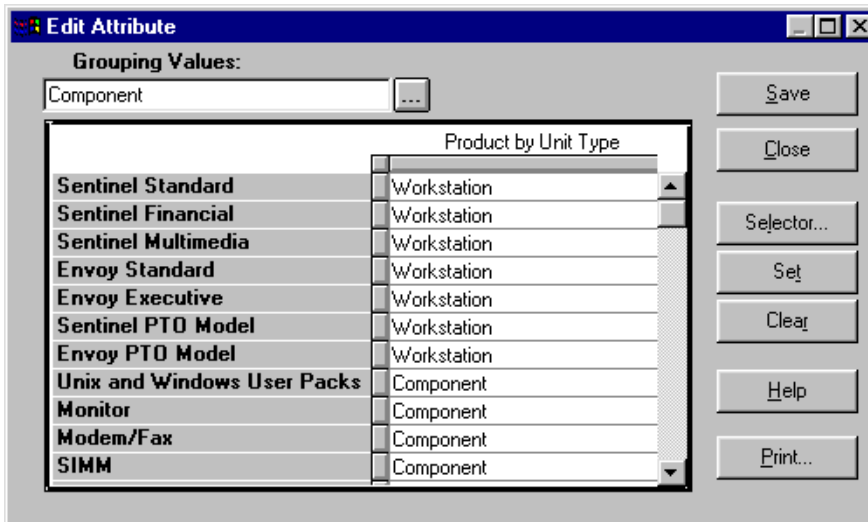 Edit Attribute
Grouping Values:
Component ...
Save
Close
Selector...
Set
Clear
Help
Print...
Product by Unit Type
Sentinel Standard Workstation
Sentinel Financial Workstation
Sentinel Multimedia Workstation
Envoy Standard Workstation
Envoy Executive Workstation
Sentinel PTO Model Workstation
Envoy PTO Model Workstation
Unix and Windows User Packs Component
Monitor Component
Modem/Fax Component
SIMM Component